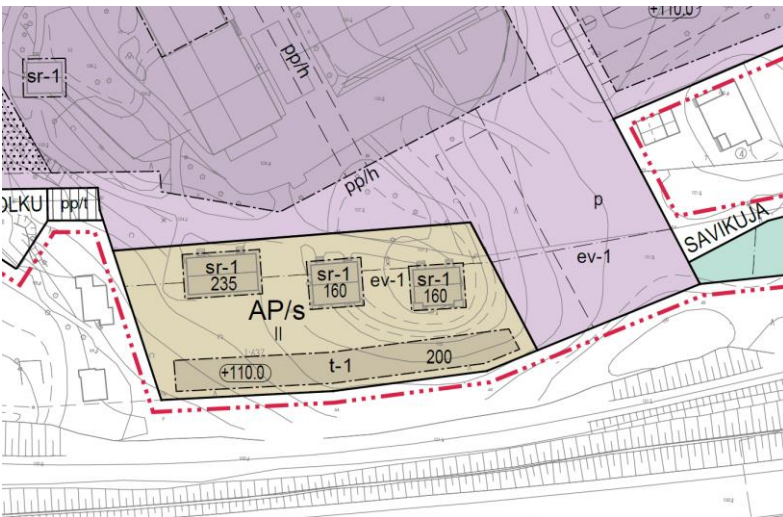 +110.0
pp/h
sr-1
pp/h
OLKU
pp/t
p
4
SAVIKUJA
sr-1
235
sr-1
160
ev-1
sr-1
160
ev-1
AP/s
II
t-1
200
+110.0